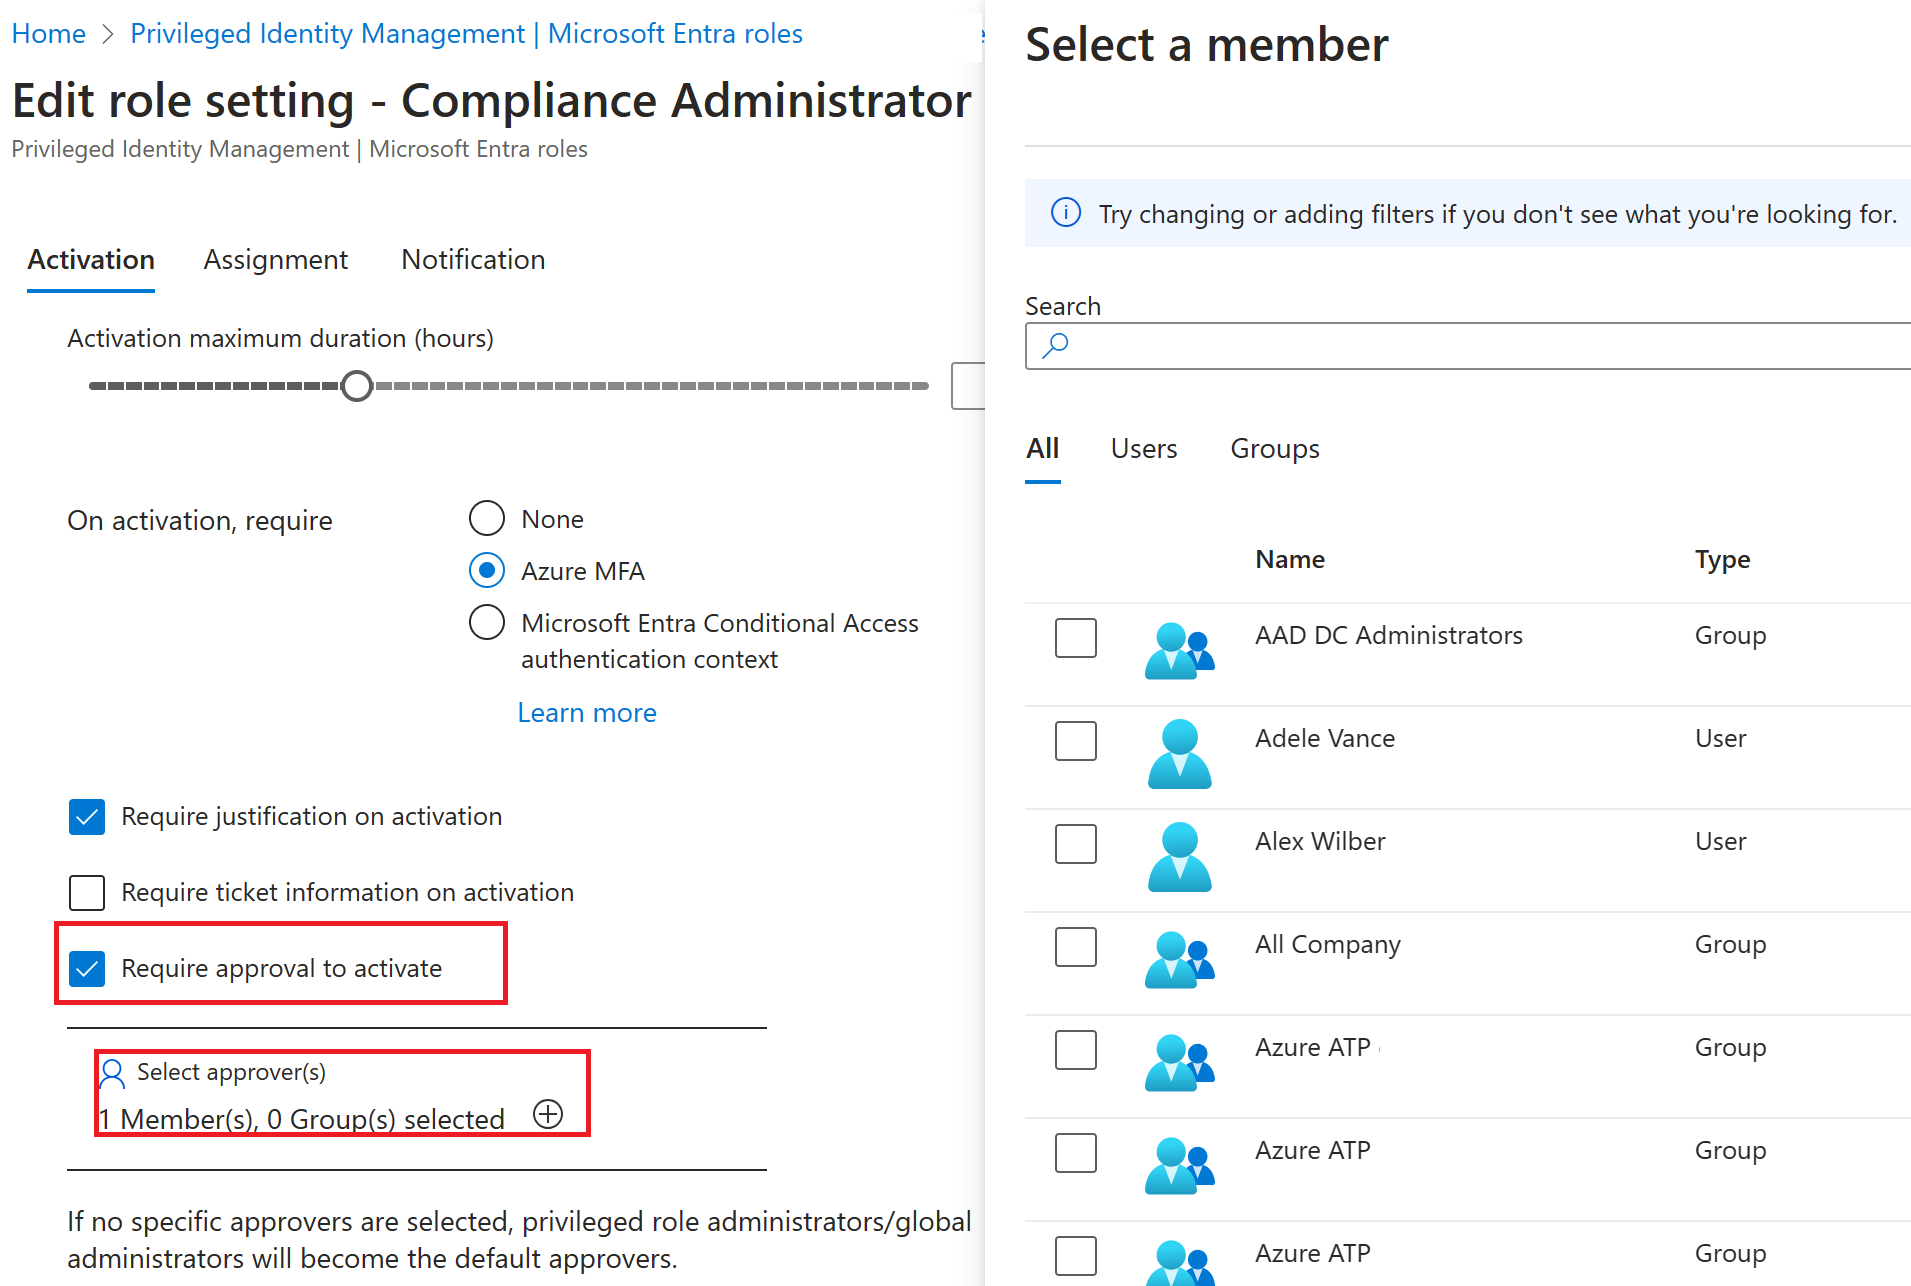 Home > Privileged Identity Management | Microsoft Entra roles
Edit role setting - Compliance Administrator
Privileged Identity Management | Microsoft Entra roles
Activation Assignment Notification
Activation maximum duration (hours)
On activation, require
None
Azure MFA
Microsoft Entra Conditional Access
authentication context
Learn more
Require justification on activation
Require ticket information on activation
Require approval to activate
Select approver(s)
1 Member(s), 0 Group(s) selected
If no specific approvers are selected, privileged role administrators/global
administrators will become the default approvers.
Select a member
Try changing or adding filters if you don't see what you're looking for.
Search
All Users Groups
Name Type
AAD DC Administrators Group
Adele Vance User
Alex Wilber User
All Company Group
Azure ATP Group
Azure ATP Group
Azure ATP Group